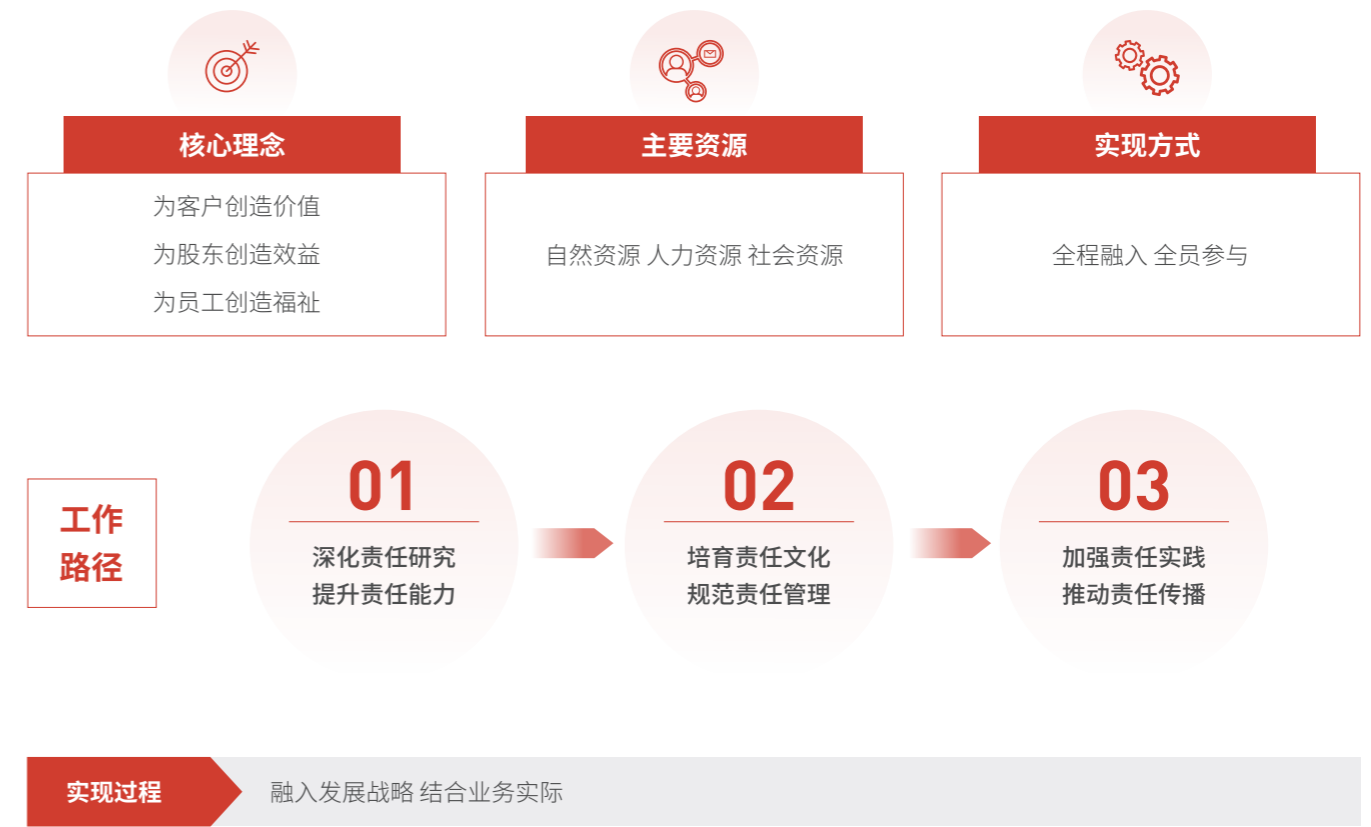 核心理念
为客户创造价值
为股东创造效益
为员工创造福祉
主要资源
自然资源 人力资源 社会资源
实现方式
全程融入 全员参与
工作
路径
01
深化责任研究
提升责任能力
02
培育责任文化
规范责任管理
03
加强责任实践
推动责任传播
实现过程
融入发展战略 结合业务实际